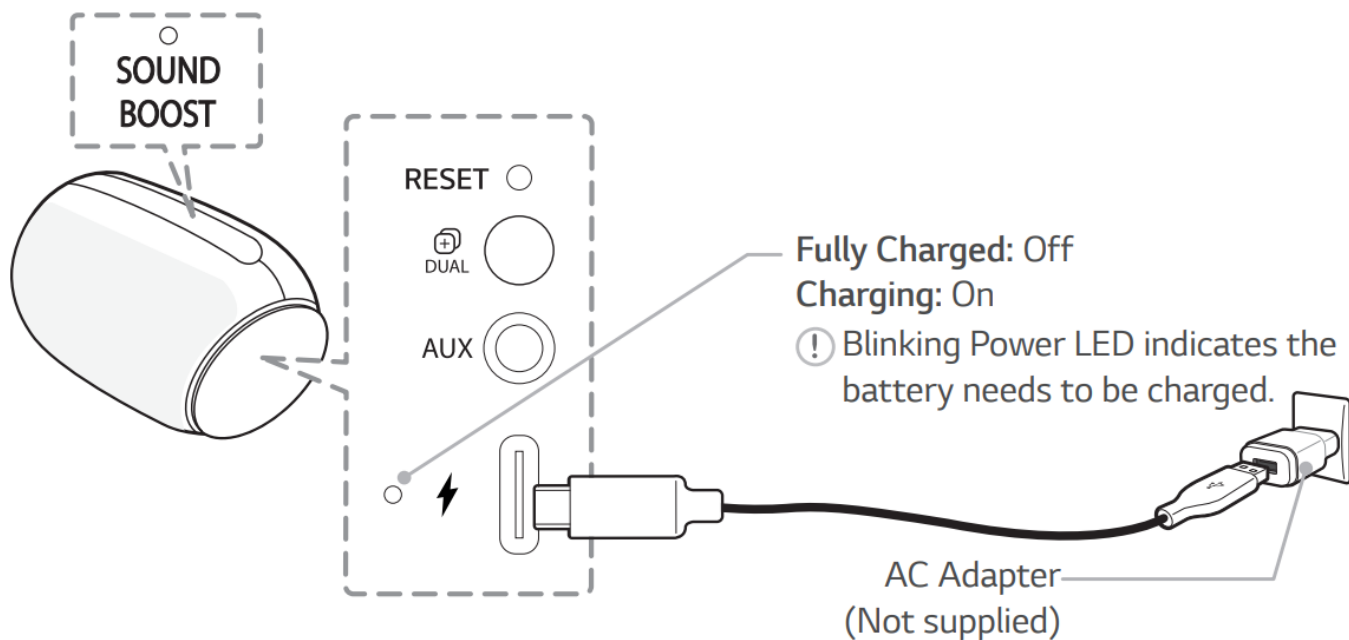 SOUND
BOOST
RESET
DUAL
AUX
Fully Charged: Off
Charging: On
! Blinking Power LED indicates the
battery needs to be charged.
AC Adapter
(Not supplied)